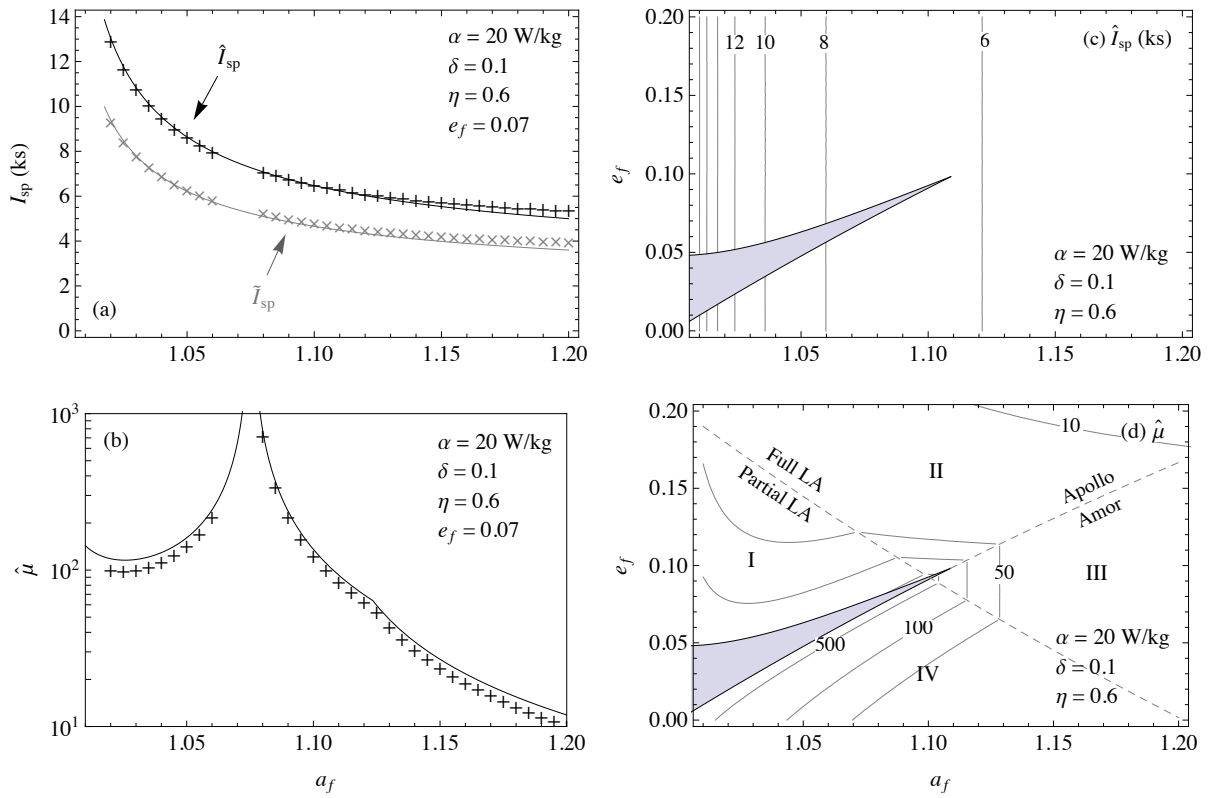 14
12
10
8
6
4
2
0
I_sp (ks)
Î_sp
Ĩ_sp
α = 20 W/kg
δ = 0.1
η = 0.6
e_f = 0.07
(a)
1.05
1.10
1.15
1.20
0.20
0.15
0.10
0.05
0.00
e_f
12
10
8
6
(c) Î_sp (ks)
α = 20 W/kg
δ = 0.1
η = 0.6
1.05
1.10
1.15
1.20
10^3
10^2
10^1
μ̂
(b)
α = 20 W/kg
δ = 0.1
η = 0.6
e_f = 0.07
1.05
1.10
1.15
1.20
a_f
0.20
0.15
0.10
0.05
0.00
e_f
10
(d) μ̂
Full LA
Partial LA
II
Apollo
Amor
I
50
III
100
500
IV
α = 20 W/kg
δ = 0.1
η = 0.6
1.05
1.10
1.15
1.20
a_f